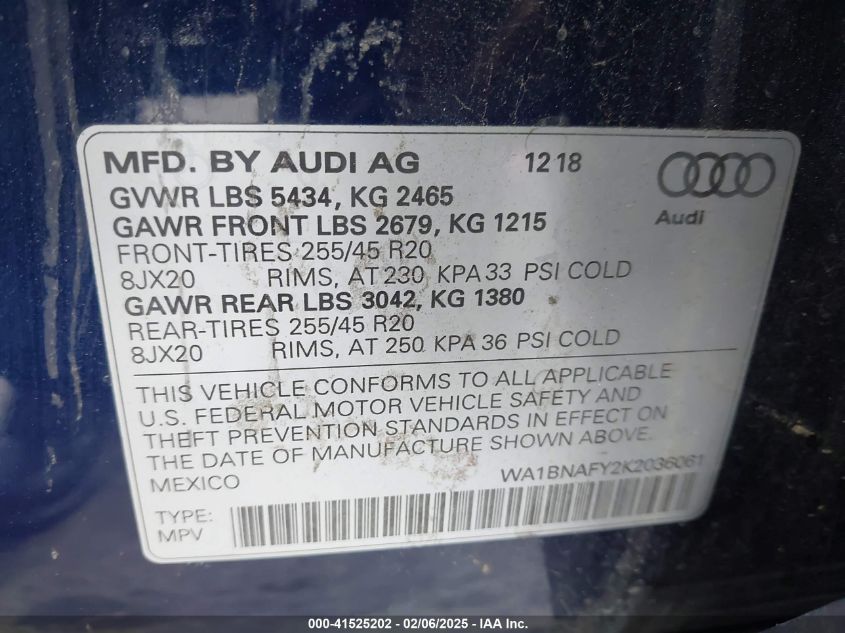 MFD. BY AUDI AG 12 18
GVWR LBS 5434, KG 2465
GAWR FRONT LBS 2679, KG 1215
Audi
FRONT-TIRES 255/45 R20
8JX20 RIMS, AT 230 KPA 33 PSI COLD
GAWR REAR LBS 3042, KG 1380
REAR-TIRES 255/45 R20
8JX20 RIMS, AT 250 KPA 36 PSI COLD
THIS VEHICLE CONFORMS TO ALL APPLICABLE
U.S. FEDERAL MOTOR VEHICLE SAFETY AND
THEFT PREVENTION STANDARDS IN EFFECT ON
THE DATE OF MANUFACTURE SHOWN ABOVE.
MEXICO WA1BNAFY2K2036061
TYPE:
MPV
000-41525202 - 02/06/2025 - IAA Inc.